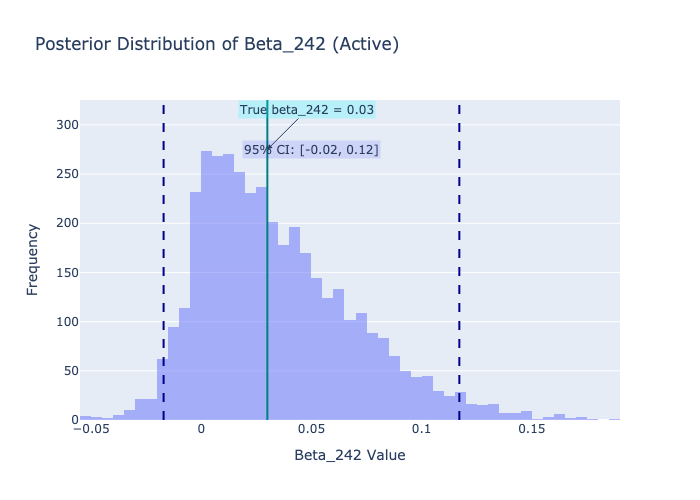 Posterior Distribution of Beta_242 (Active)
True beta_242 = 0.03
95% CI: [-0.02, 0.12]
300
250
200
150
100
50
0
−0.05
0
0.05
0.1
0.15
Frequency
Beta_242 Value